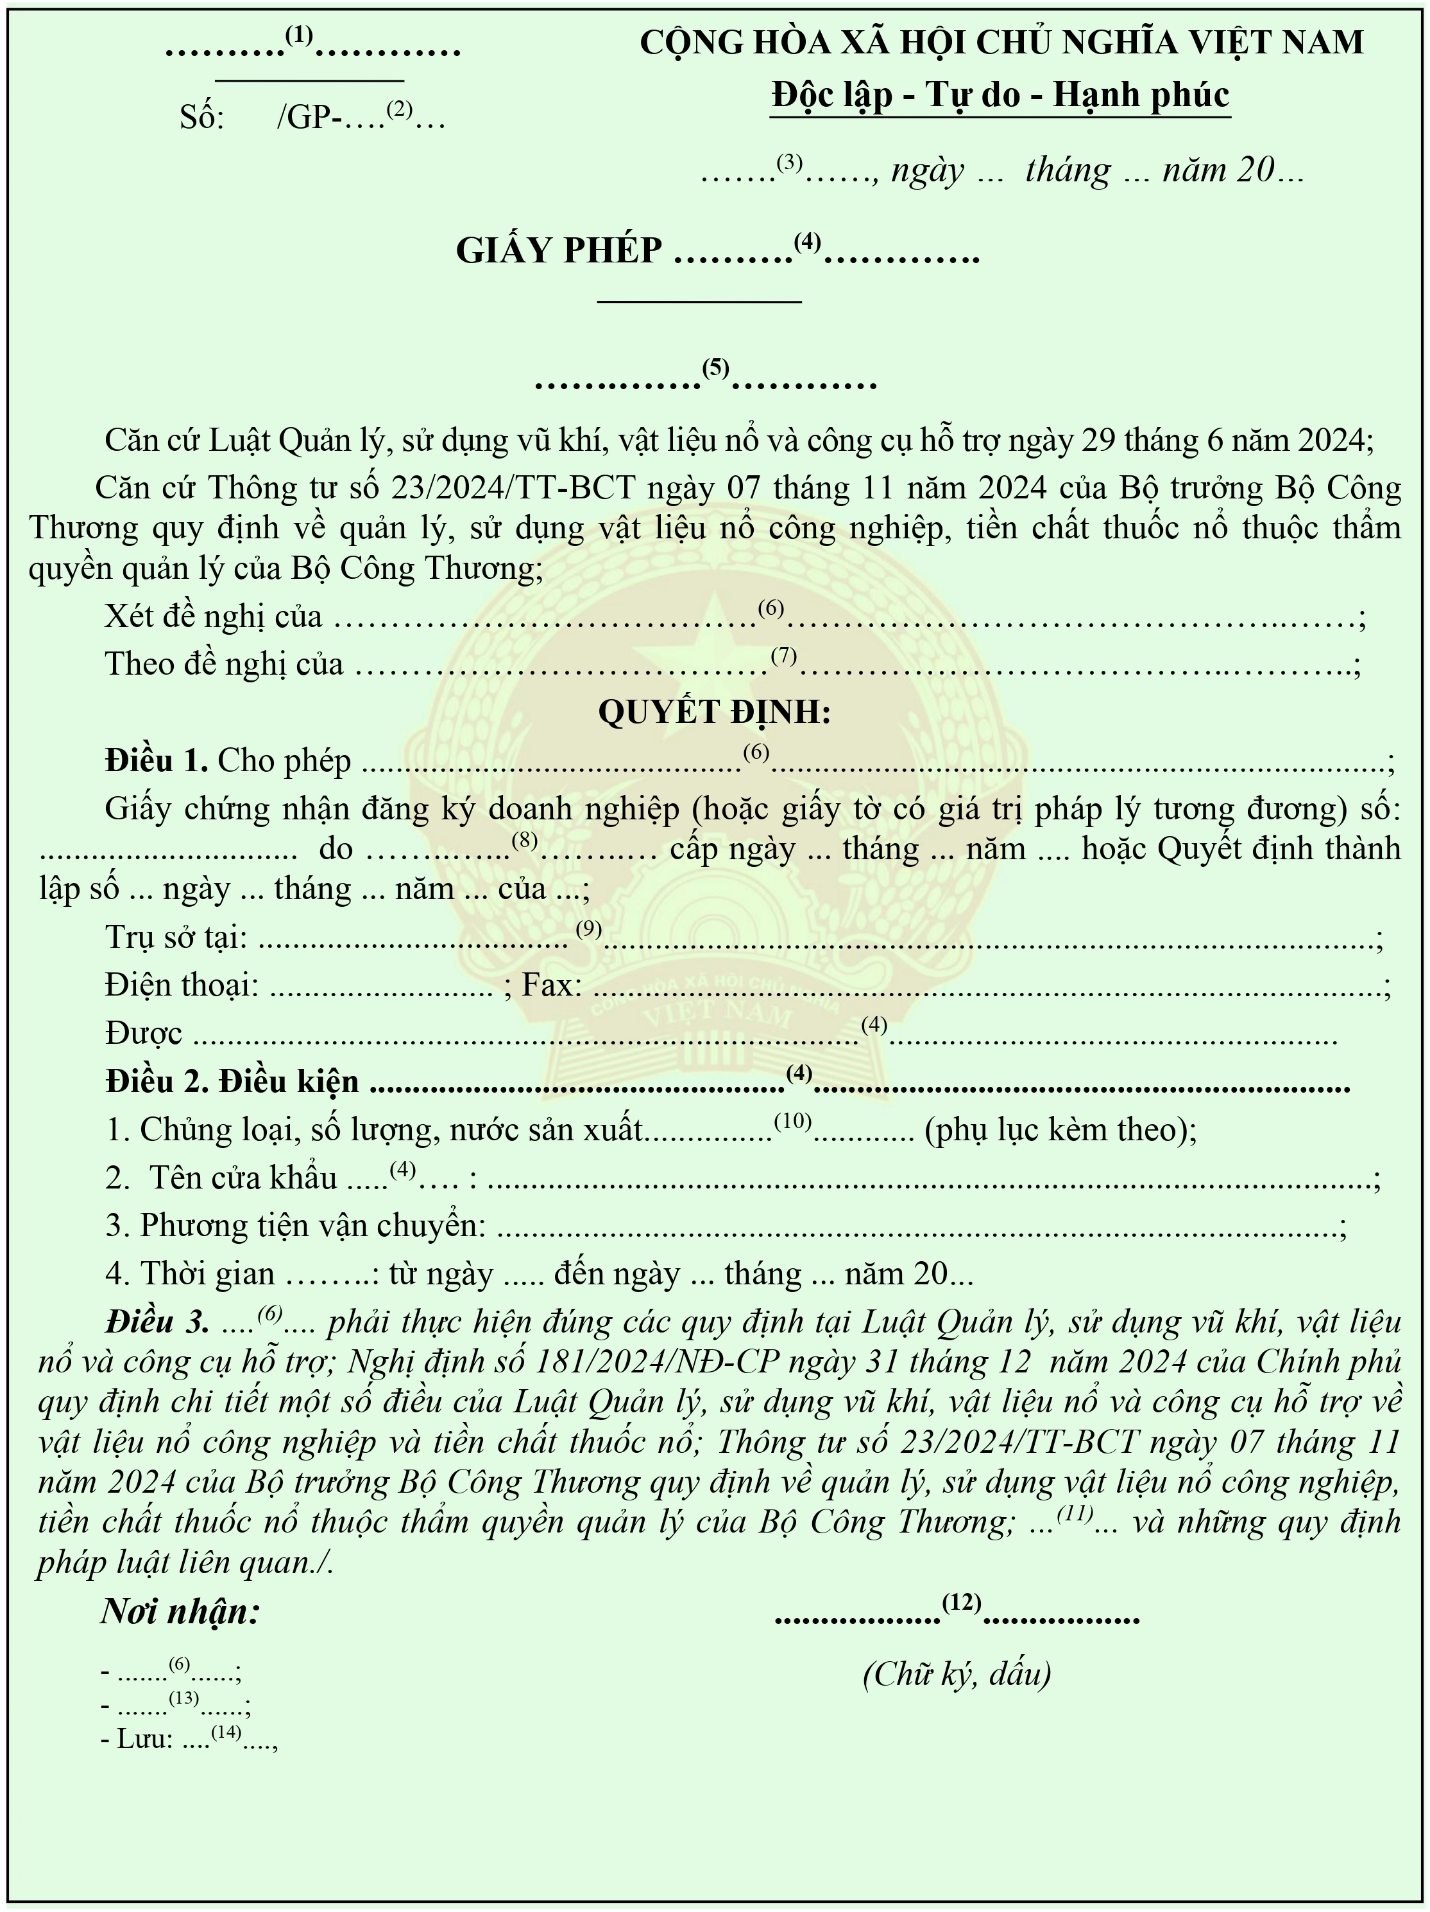 ……….(1)…………
CỘNG HÒA XÃ HỘI CHỦ NGHĨA VIỆT NAM
Độc lập - Tự do - Hạnh phúc
Số: /GP-….(2)…
…….(3)……, ngày … tháng … năm 20…
GIẤY PHÉP ……….(4)………….
…………….(5)…………
Căn cứ Luật Quản lý, sử dụng vũ khí, vật liệu nổ và công cụ hỗ trợ ngày 29 tháng 6 năm 2024;
Căn cứ Thông tư số 23/2024/TT-BCT ngày 07 tháng 11 năm 2024 của Bộ trưởng Bộ Công
Thương quy định về quản lý, sử dụng vật liệu nổ công nghiệp, tiền chất thuốc nổ thuộc thẩm
quyền quản lý của Bộ Công Thương;
Xét đề nghị của ………………………………………(6)……………………………………………..……;
Theo đề nghị của ……………………………………(7)……………………………………..………….;
QUYẾT ĐỊNH:
Điều 1. Cho phép ............................................(6).......................................................................;
Giấy chứng nhận đăng ký doanh nghiệp (hoặc giấy tờ có giá trị pháp lý tương đương) số:
.............................. do ……..…...(8)……..… cấp ngày ... tháng ... năm .... hoặc Quyết định thành
lập số ... ngày ... tháng ... năm ... của ...;
Trụ sở tại: .................................... (9).........................................................................................;
Điện thoại: .......................... ; Fax: ...........................................................................................;
Được .............................................................................(4)....................................................
CỘNG HÒA XÃ HỘI CHỦ NGHĨA
VIỆT NAM
Điều 2. Điều kiện ................................................(4)..............................................................
1. Chủng loại, số lượng, nước sản xuất...............(10)............ (phụ lục kèm theo);
2. Tên cửa khẩu .....(4)…. : ......................................................................................................;
3. Phương tiện vận chuyển: .................................................................................................;
4. Thời gian ……..: từ ngày ..... đến ngày ... tháng ... năm 20...
Điều 3. ....(6).... phải thực hiện đúng các quy định tại Luật Quản lý, sử dụng vũ khí, vật liệu
nổ và công cụ hỗ trợ; Nghị định số 181/2024/NĐ-CP ngày 31 tháng 12 năm 2024 của Chính phủ
quy định chi tiết một số điều của Luật Quản lý, sử dụng vũ khí, vật liệu nổ và công cụ hỗ trợ về
vật liệu nổ công nghiệp và tiền chất thuốc nổ; Thông tư số 23/2024/TT-BCT ngày 07 tháng 11
năm 2024 của Bộ trưởng Bộ Công Thương quy định về quản lý, sử dụng vật liệu nổ công nghiệp,
tiền chất thuốc nổ thuộc thẩm quyền quản lý của Bộ Công Thương; ...(11)... và những quy định
pháp luật liên quan./.
Nơi nhận:
..................(12).................
(Chữ ký, dấu)
- .......(6)......;
- .......(13)......;
- Lưu: ....(14)....,